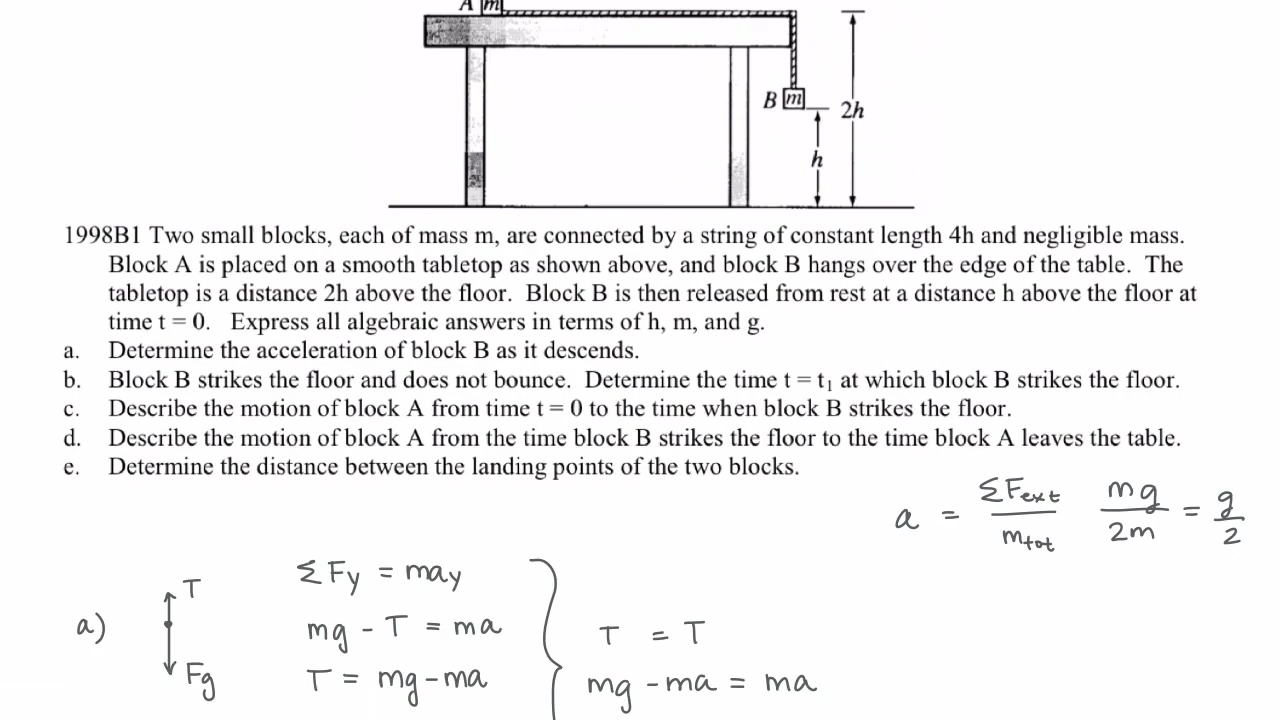 A m
B m
2h
h
1998B1 Two small blocks, each of mass m, are connected by a string of constant length 4h and negligible mass.
Block A is placed on a smooth tabletop as shown above, and block B hangs over the edge of the table. The
tabletop is a distance 2h above the floor. Block B is then released from rest at a distance h above the floor at
time t = 0. Express all algebraic answers in terms of h, m, and g.
a. Determine the acceleration of block B as it descends.
b. Block B strikes the floor and does not bounce. Determine the time t = t₁ at which block B strikes the floor.
c. Describe the motion of block A from time t = 0 to the time when block B strikes the floor.
d. Describe the motion of block A from the time block B strikes the floor to the time block A leaves the table.
e. Determine the distance between the landing points of the two blocks.
a = ΣFext/mtot mg/2m = g/2
a)
T
Fg
ΣFy = may
mg - T = ma
T = mg-ma
T = T
mg -ma = ma